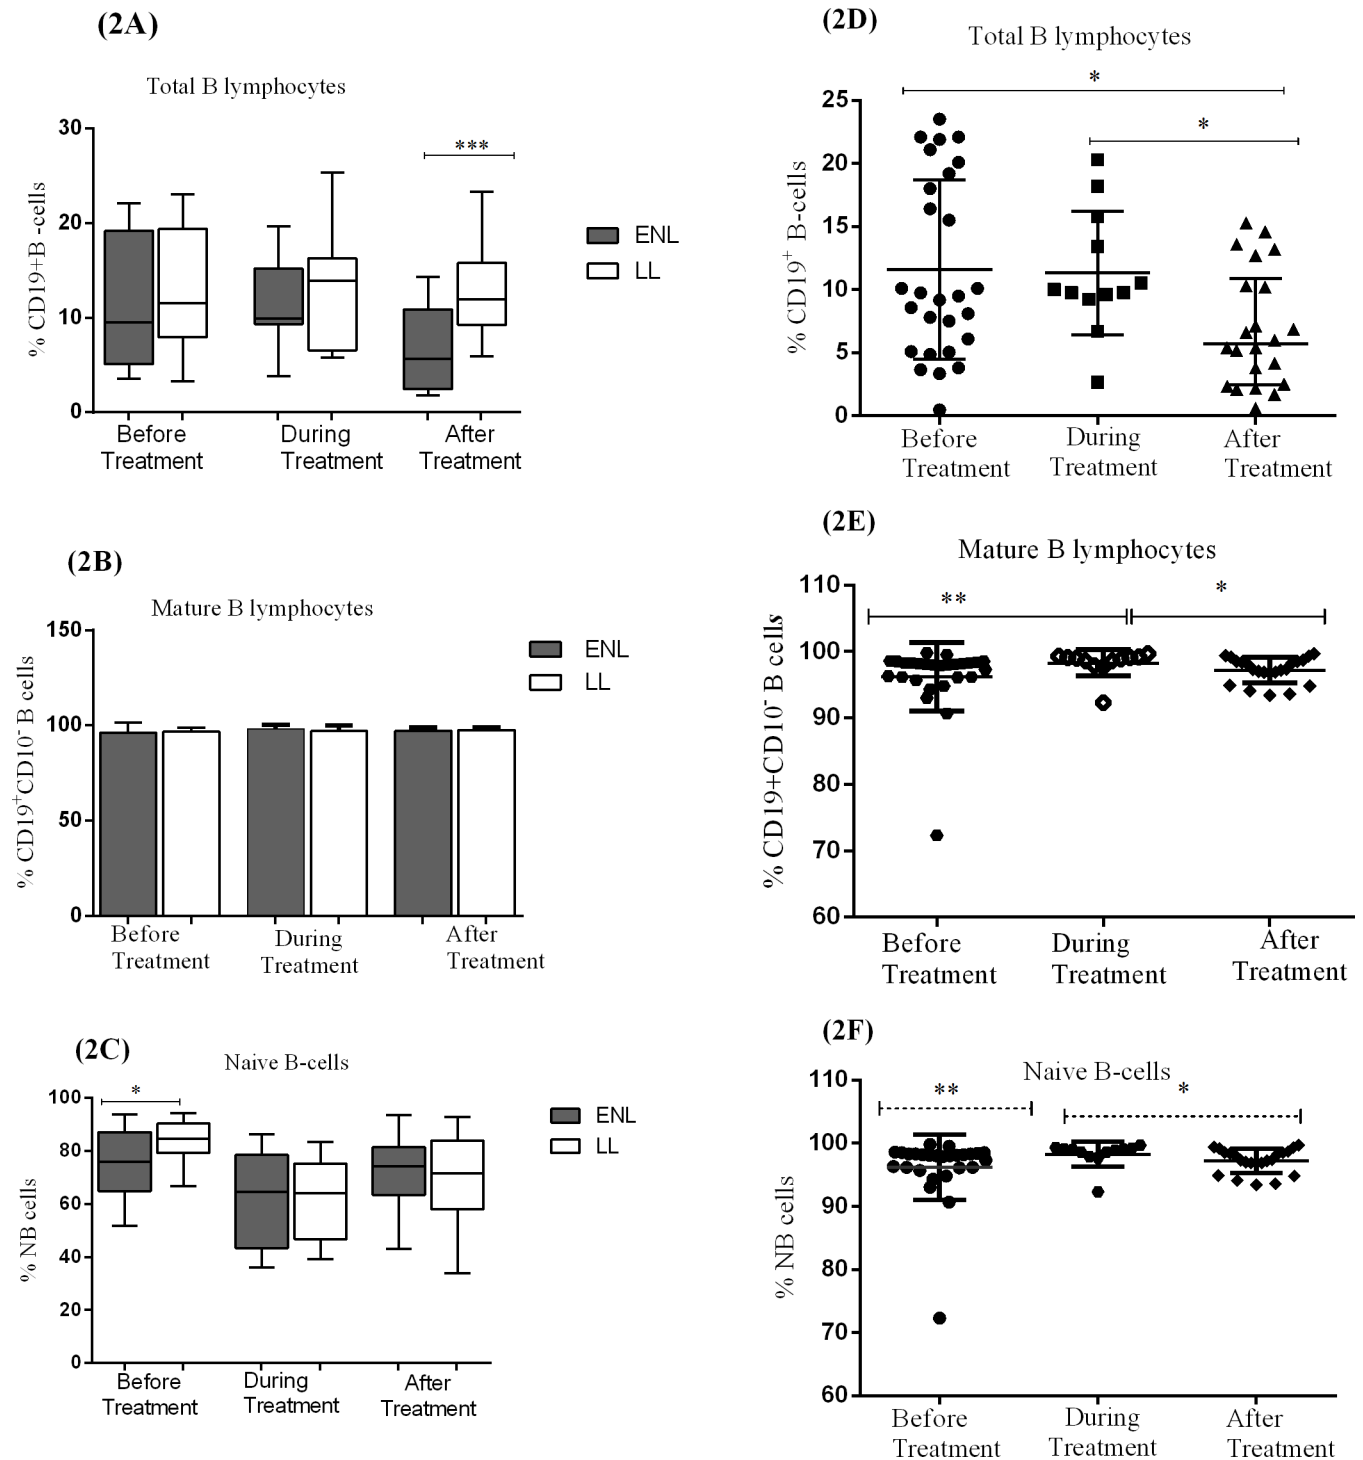 (2A)
Total B lymphocytes
% CD19+B -cells
30
20
10
0
***
ENL
LL
Before
Treatment
During
Treatment
After
Treatment
(2B)
Mature B lymphocytes
% CD19+CD10- B cells
150
100
50
0
ENL
LL
Before
Treatment
During
Treatment
After
Treatment
(2C)
Naive B-cells
% NB cells
100
80
60
40
20
0
*
ENL
LL
Before
Treatment
During
Treatment
After
Treatment
(2D)
Total B lymphocytes
% CD19+ B-cells
25
20
15
10
5
0
*
*
Before
Treatment
During
Treatment
After
Treatment
(2E)
Mature B lymphocytes
% CD19+CD10- B cells
110
100
90
80
70
60
**
*
Before
Treatment
During
Treatment
After
Treatment
(2F)
Naive B-cells
% NB cells
110
100
90
80
70
60
**
*
Before
Treatment
During
Treatment
After
Treatment